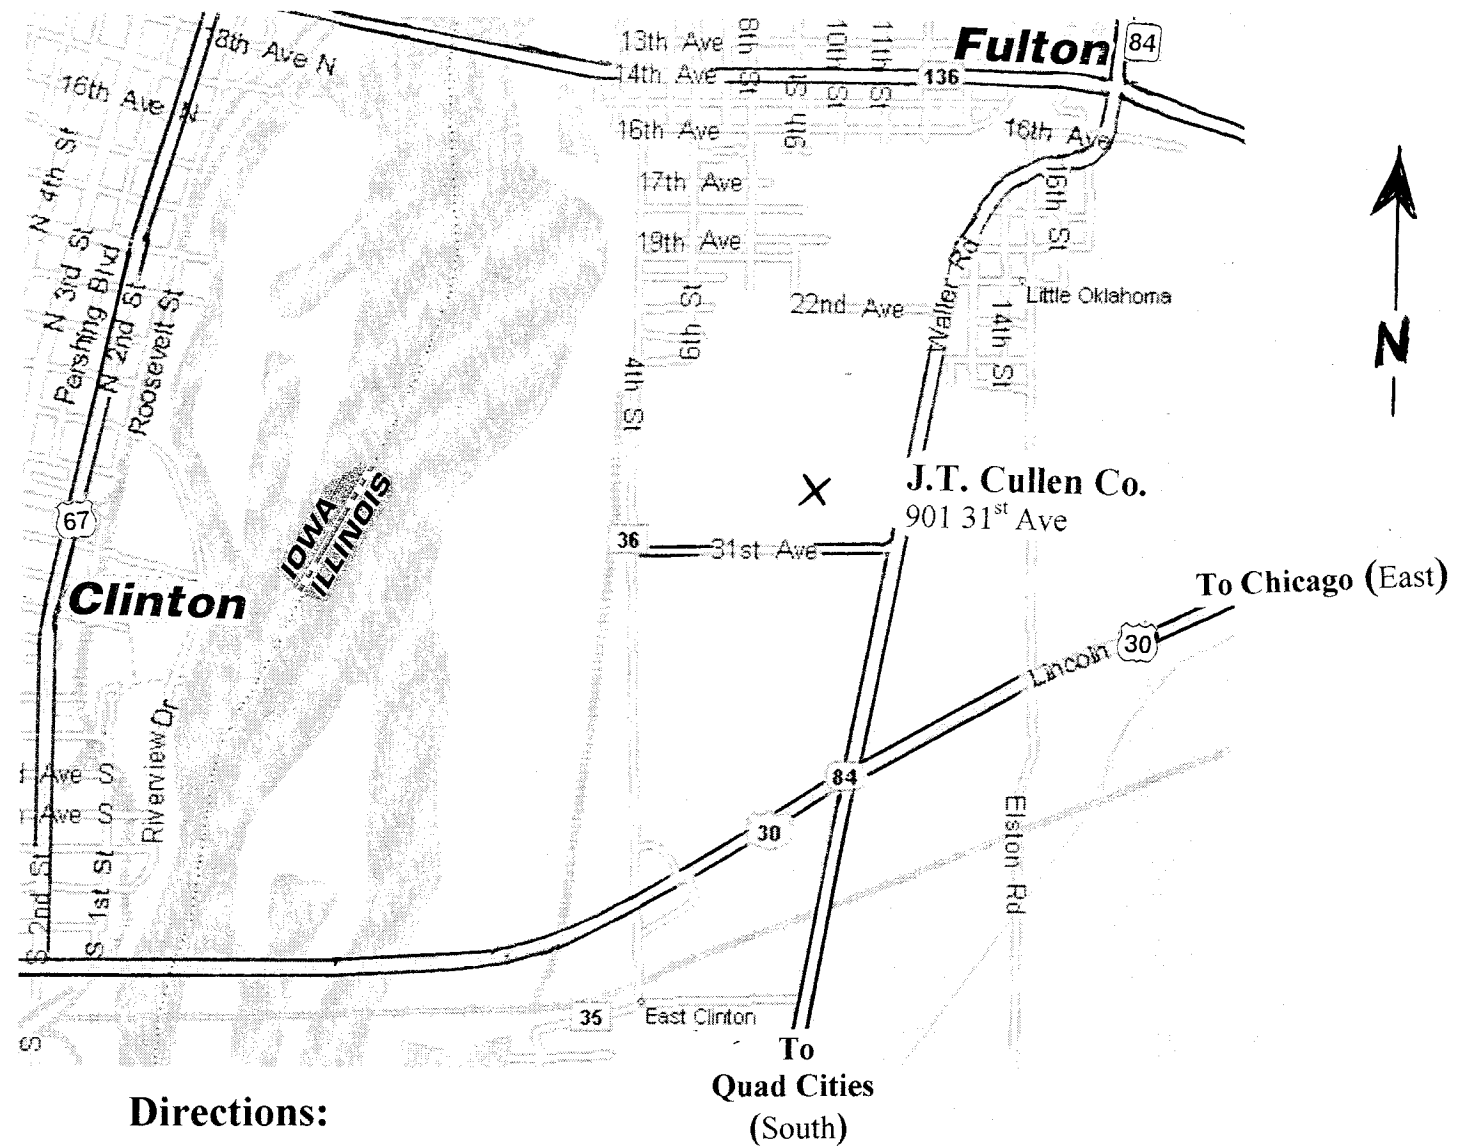 18th Ave N
16th Ave N
N 4th St
N 3rd St
Pershing Blvd
N 2nd St
Roosevelt St
67
Clinton
IOWA
ILLINOIS
Riverview Dr
Ave S
Ave S
S 2nd St
S 1st St
S
13th Ave
14th Ave
16th Ave
17th Ave
19th Ave
22nd Ave
8th St
9th St
10th St
11th St
136
Fulton
84
16th Ave
16th St
Waller Rd
Little Oklahoma
14th St
6th St
4th St
N
X
J.T. Cullen Co.
901 31st Ave
36
31st Ave
To Chicago (East)
30
Lincoln
84
30
Elston Rd
35
East Clinton
To
Quad Cities
(South)
Directions: